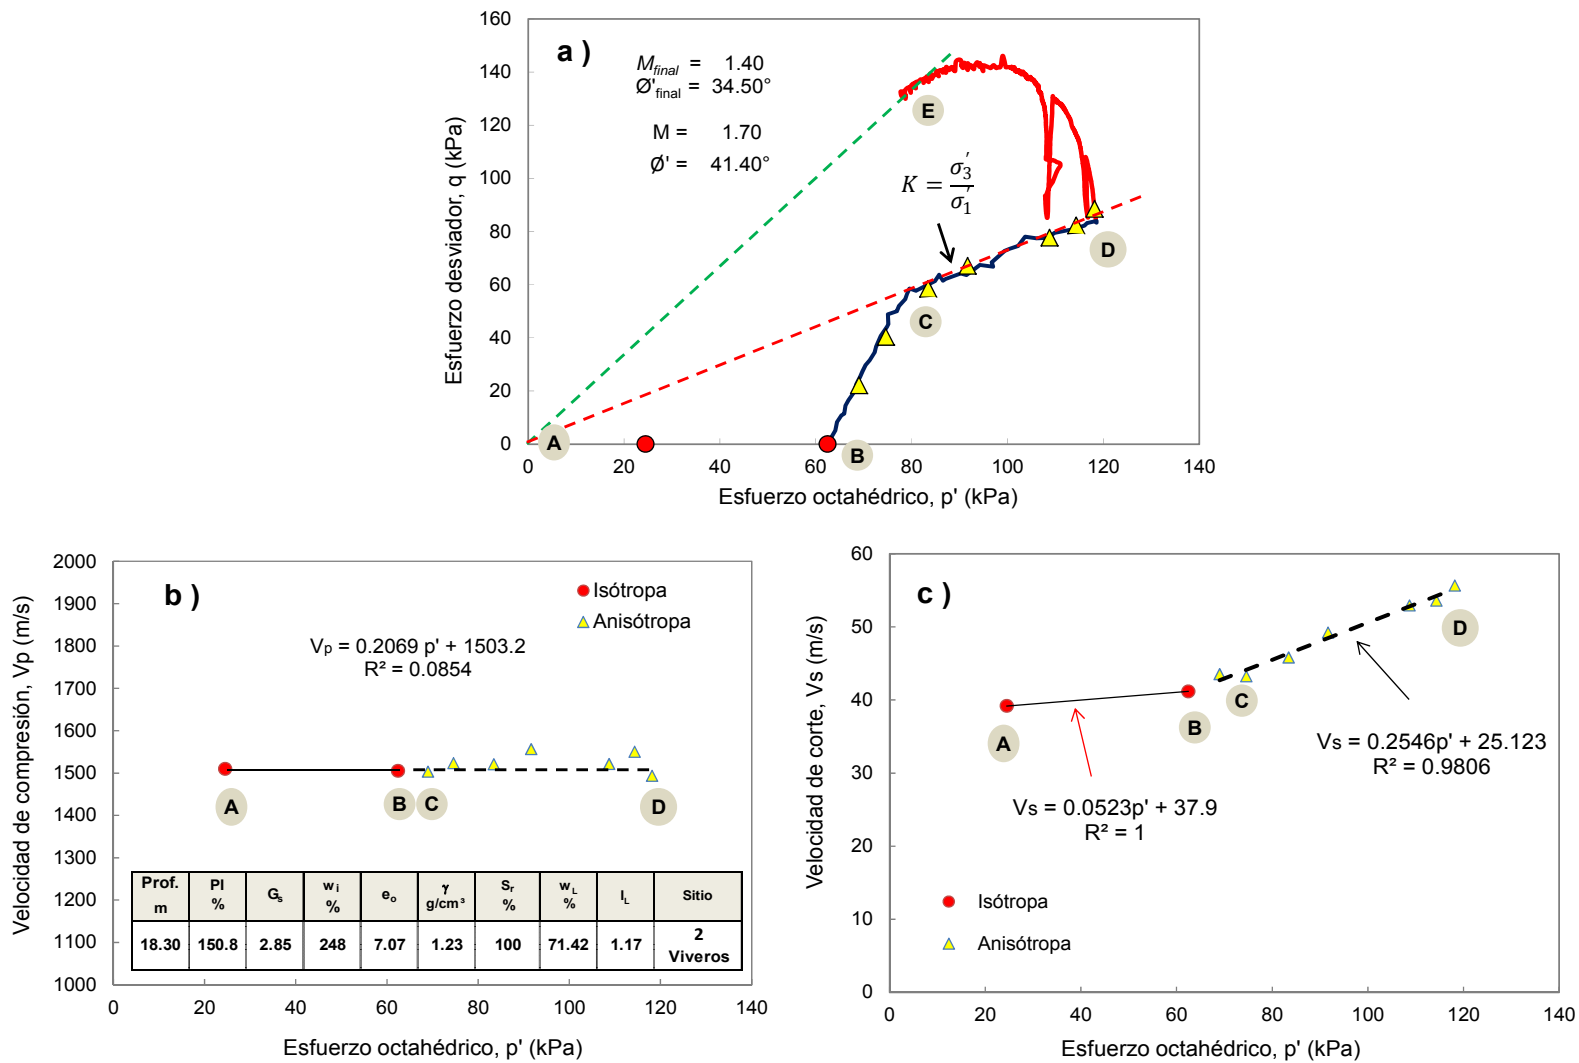 a )
M_final = 1.40
Ø'final = 34.50°
M = 1.70
Ø' = 41.40°
K = σ₃' / σ₁'
E
D
C
A
B
160
140
120
100
80
60
40
20
0
0 20 40 60 80 100 120 140
Esfuerzo desviador, q (kPa)
Esfuerzo octahédrico, p' (kPa)
b )
Isótropa
Anisótropa
Vp = 0.2069 p' + 1503.2
R² = 0.0854
A
B
C
D
2000
1900
1800
1700
1600
1500
1400
1300
1200
1100
1000
Prof. m PI % Gs wi % eo γ g/cm³ Sr % wL % IL Sitio
18.30 150.8 2.85 248 7.07 1.23 100 71.42 1.17 2 Viveros
0 20 40 60 80 100 120 140
Velocidad de compresión, Vp (m/s)
Esfuerzo octahédrico, p' (kPa)
c )
D
C
B
A
Vs = 0.2546p' + 25.123
R² = 0.9806
Vs = 0.0523p' + 37.9
R² = 1
Isótropa
Anisótropa
60
50
40
30
20
10
0
0 20 40 60 80 100 120 140
Velocidad de corte, Vs (m/s)
Esfuerzo octahédrico, p' (kPa)